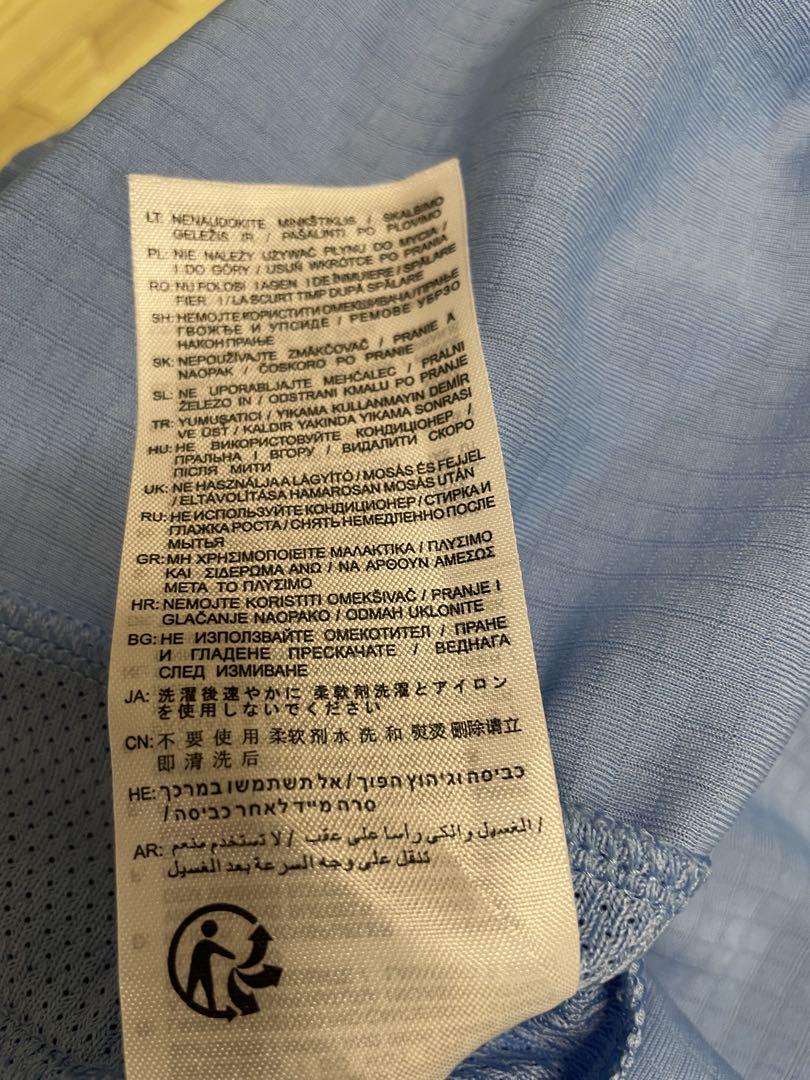 LT: NENAUDOKITE MINKŠTIKLIS / SKALBIMO
GELEŽIS IR / PAŠALINTI PO PLOVIMO
PL: NIE NALEŻY UŻYWAĆ PŁYNU DO MYCIA /
I DO GÓRY / USUŃ WKRÓTCE PO PRANIA
RO: NU FOLOSI ÎAGEN I DE ÎNMUIERE / SPĂLARE
FIER I / LA SCURT TIMP DUPĂ SPĂLARE
SH: НЕМОЈТЕ КОРИСТИТИ ОМЕКШИВАЧА / ПРАЊЕ
ГВОЖЂЕ И УПСИДЕ / РЕМОВЕ УБРЗО
НАКОН ПРАЊЕ
SK: NEPOUŽÍVAJTE ZMÄKČOVAČ / PRANIE A
NAOPAK / ČOSKORO PO PRANIE
SL: NE UPORABLJAJTE MEHČALEC / PRALNI
ŽELEZO IN / ODSTRANI KMALU PO PRANJE
TR: YUMUŞATICI / YIKAMA KULLANMAYIN DEMİR
VE ÜST / KALDIR YAKINDA YIKAMA SONRASI
HU: НЕ ВИКОРИСТОВУЙТЕ КОНДИЦІОНЕР /
ПРАЛЬНА І ВГОРУ / ВИДАЛИТИ СКОРО
ПІСЛЯ МИТИ
UK: NE HASZNÁLJA A LÁGYÍTÓ / MOSÁS ÉS FEJJEL
/ ELTÁVOLÍTÁSA HAMAROSAN MOSÁS UTÁN
RU: НЕ ИСПОЛЬЗУЙТЕ КОНДИЦИОНЕР / СТИРКА И
ГЛАЖКА РОСТА / СНЯТЬ НЕМЕДЛЕННО ПОСЛЕ
МЫТЬЯ
GR: ΜΗ ΧΡΗΣΙΜΟΠΟΙΕΙΤΕ ΜΑΛΑΚΤΙΚΑ / ΠΛΥΣΙΜΟ
ΚΑΙ ΣΙΔΕΡΩΜΑ ΑΝΩ / ΝΑ ΑΡΘΟΥΝ ΑΜΕΣΩΣ
ΜΕΤΑ ΤΟ ΠΛΥΣΙΜΟ
HR: NEMOJTE KORISTITI OMEKŠIVAČ / PRANJE I
GLAČANJE NAOPAKO / ODMAH UKLONITE
BG: НЕ ИЗПОЛЗВАЙТЕ ОМЕКОТИТЕЛ / ПРАНЕ
И ГЛАДЕНЕ ПРЕСКАЧАТЕ / ВЕДНАГА
СЛЕД ИЗМИВАНЕ
JA: 洗濯後速やかに 柔軟剤洗濯とアイロン
を使用しないでください
CN: 不要使用柔软剂水洗和 熨烫删除请立
即清洗后
HE: כביסה וגיהוץ הפוך / אל תשתמשו במרכך
/ סרה מייד לאחר כביסה
AR: / الغسيل والكي رأسا على عقب / لا تستخدم منعم
تنقل على وجه السرعة بعد الغسيل